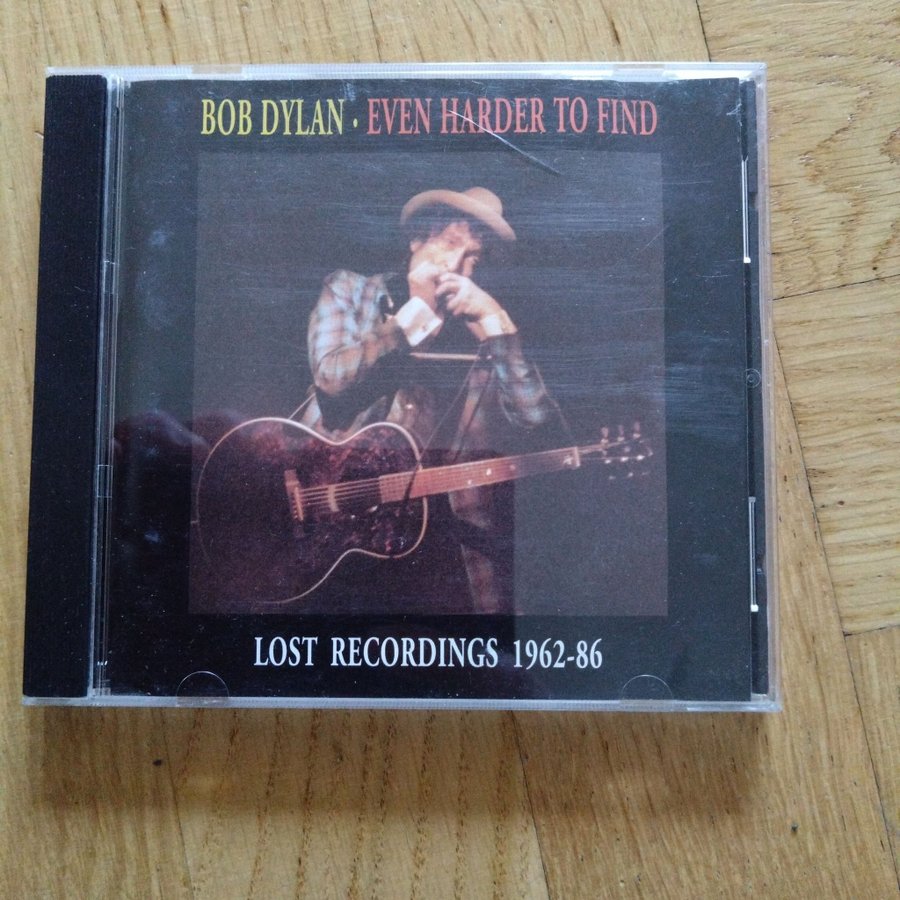 BOB DYLAN • EVEN HARDER TO FIND
LOST RECORDINGS 1962-86